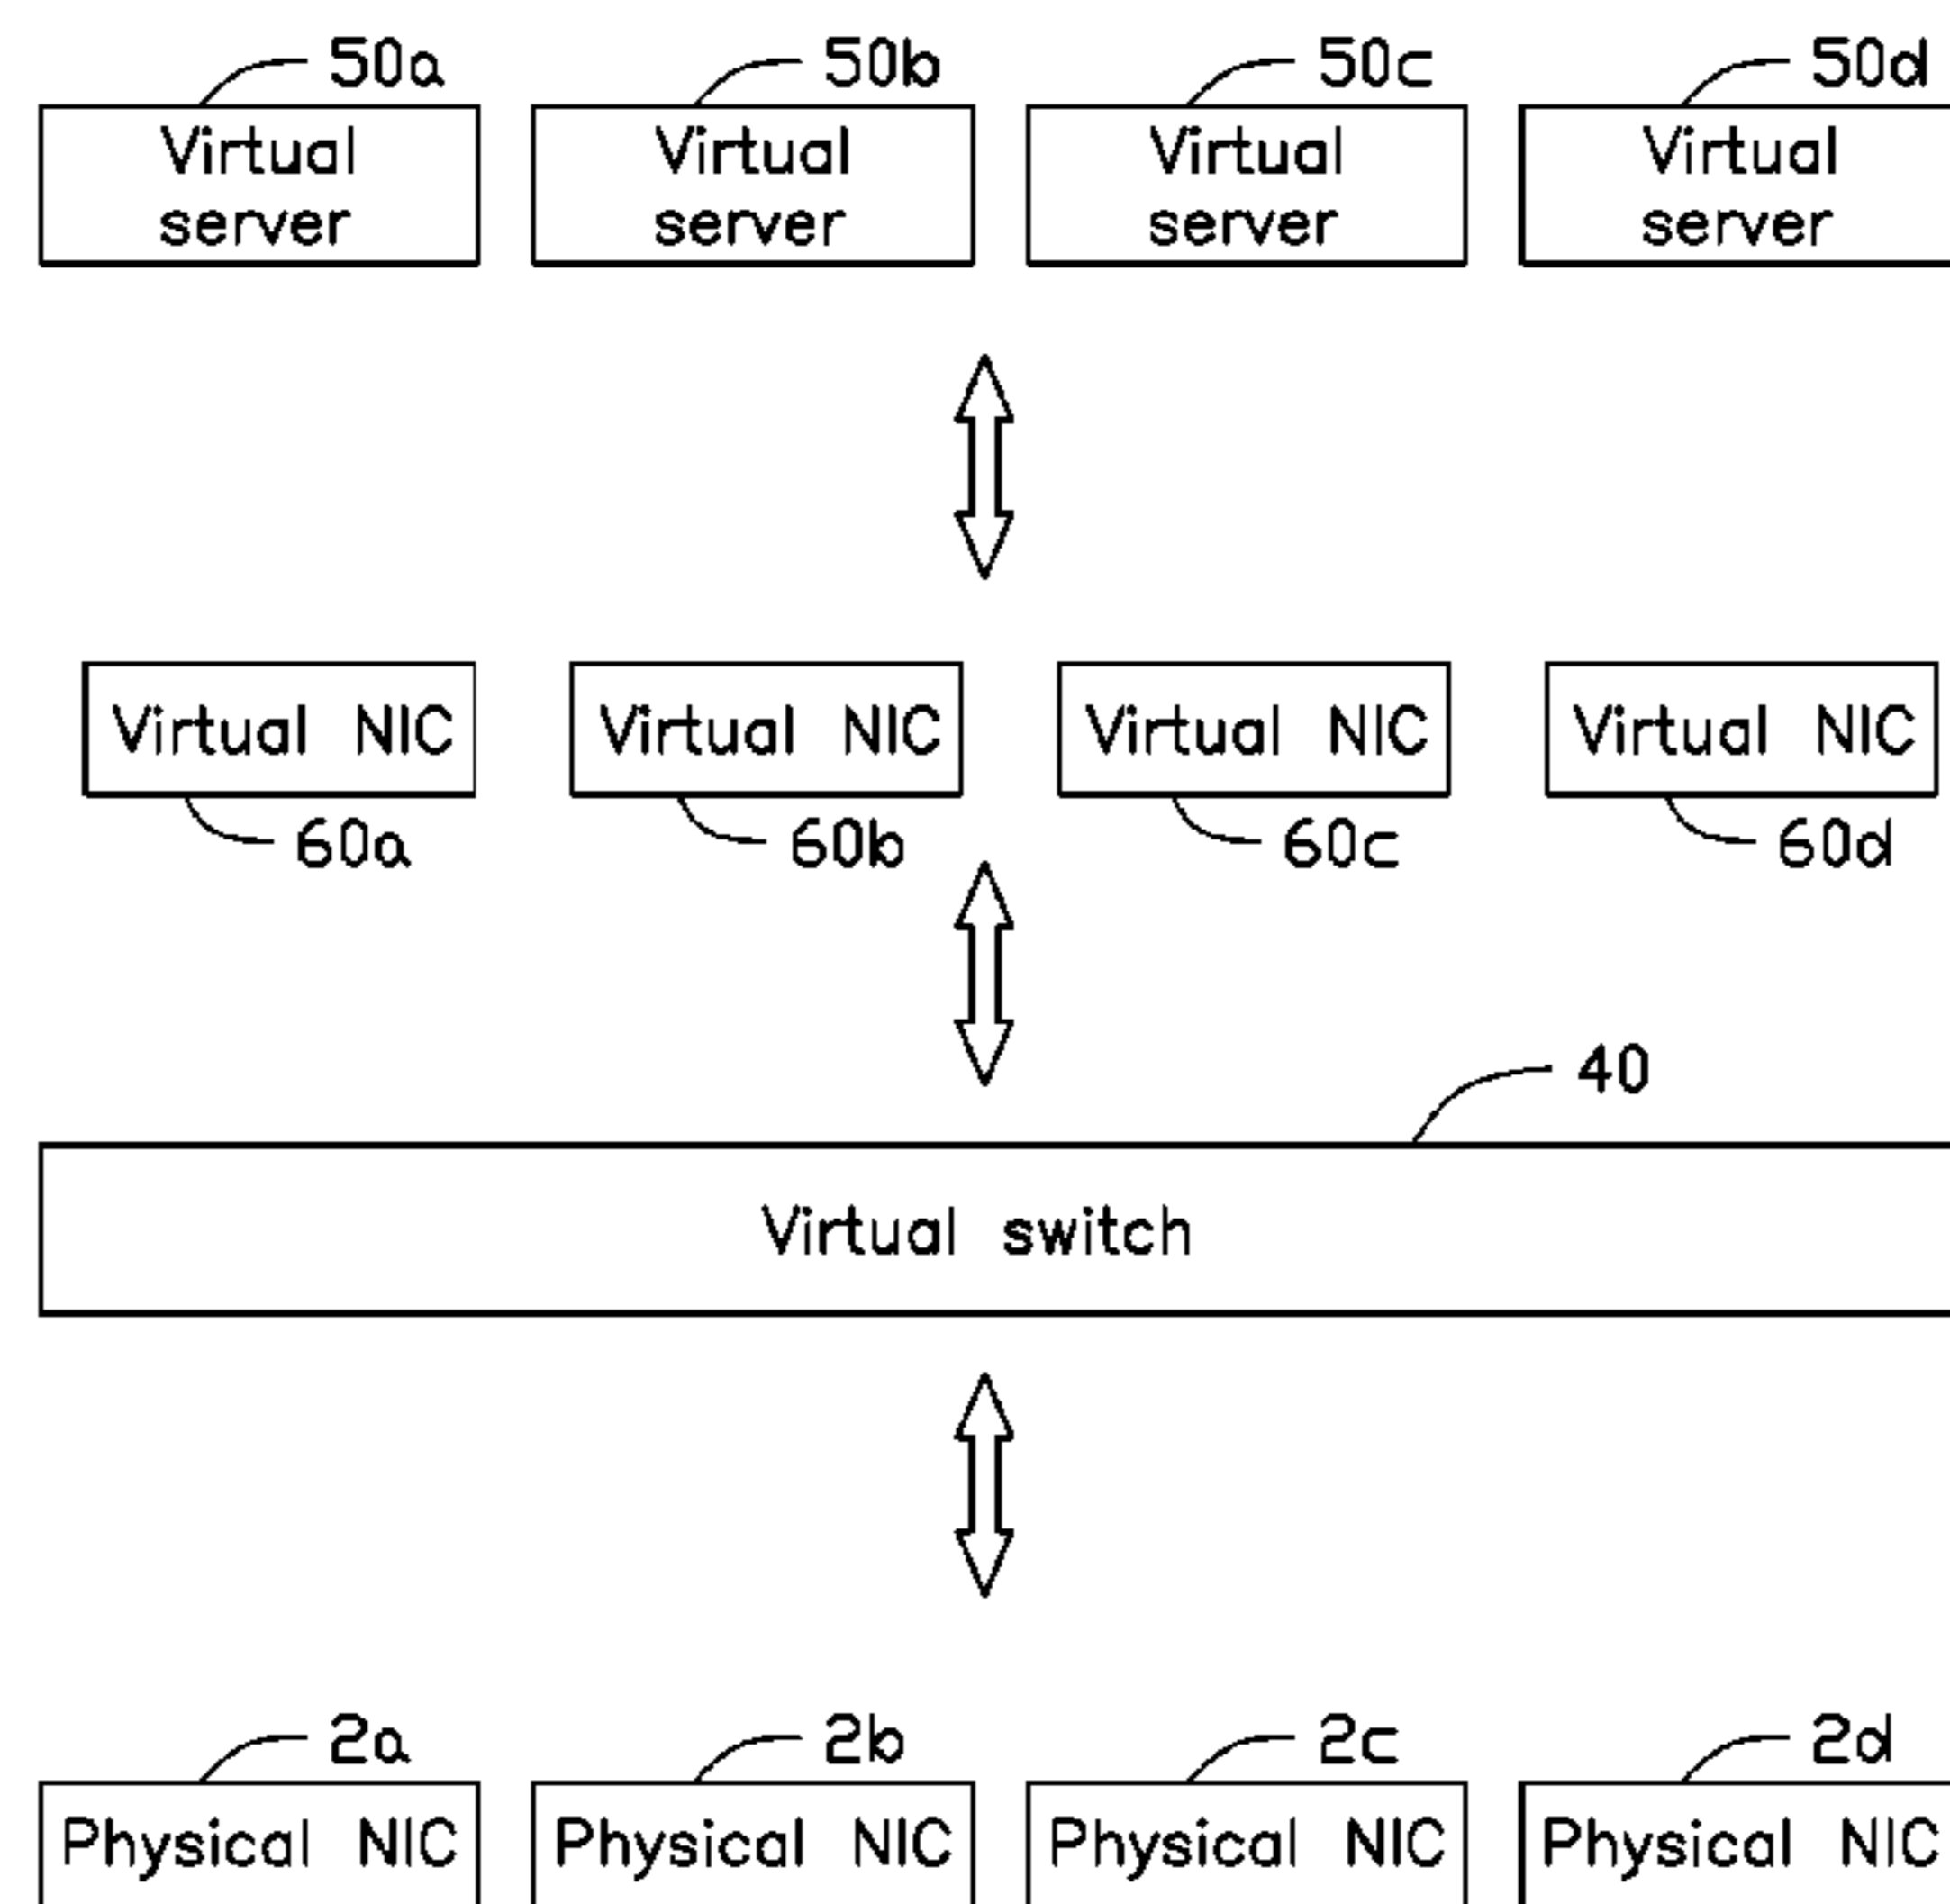 50a 50b 50c 50d
Virtual server Virtual server Virtual server Virtual server
Virtual NIC Virtual NIC Virtual NIC Virtual NIC
60a 60b 60c 60d
40
Virtual switch
2a 2b 2c 2d
Physical NIC Physical NIC Physical NIC Physical NIC